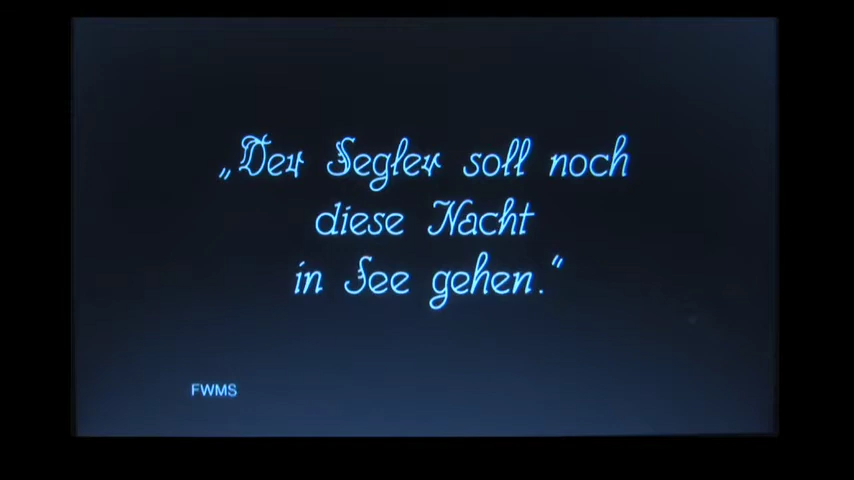 „Der Segler soll noch
diese Nacht
in See gehen.“
FWMS